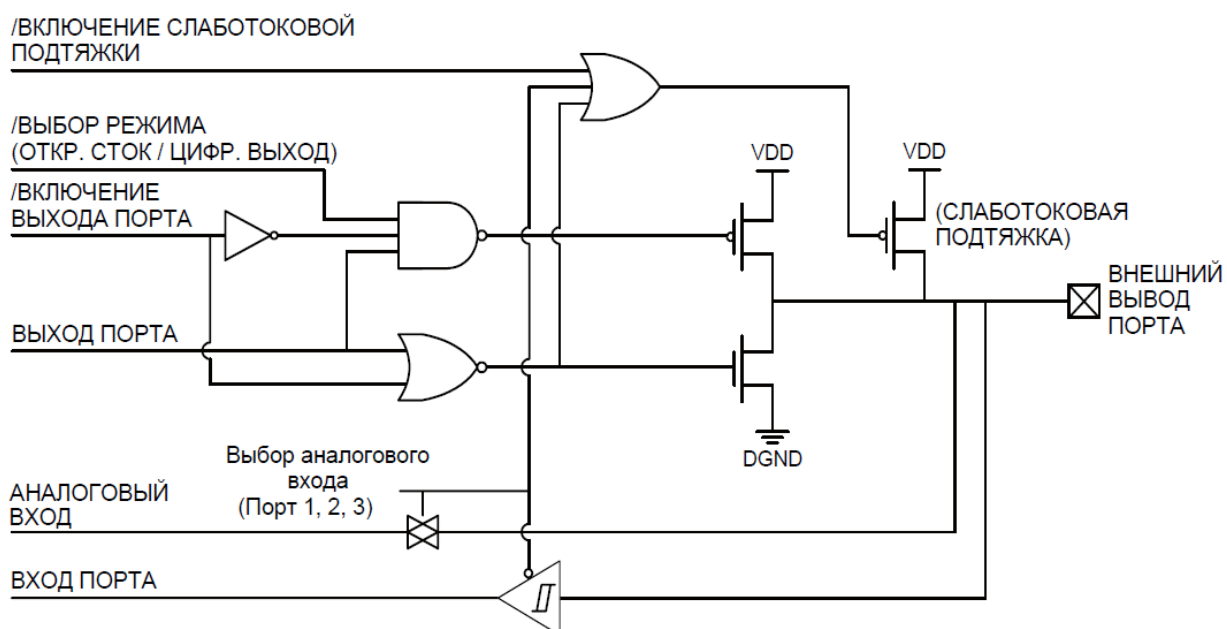 /ВКЛЮЧЕНИЕ СЛАБОТОКОВОЙ
ПОДТЯЖКИ
/ВЫБОР РЕЖИМА
(ОТКР. СТОК / ЦИФР. ВЫХОД)
/ВКЛЮЧЕНИЕ
ВЫХОДА ПОРТА
VDD
VDD
(СЛАБОТОКОВАЯ
ПОДТЯЖКА)
ВНЕШНИЙ
ВЫВОД
ПОРТА
ВЫХОД ПОРТА
DGND
Выбор аналогового
входа
(Порт 1, 2, 3)
АНАЛОГОВЫЙ
ВХОД
ВХОД ПОРТА